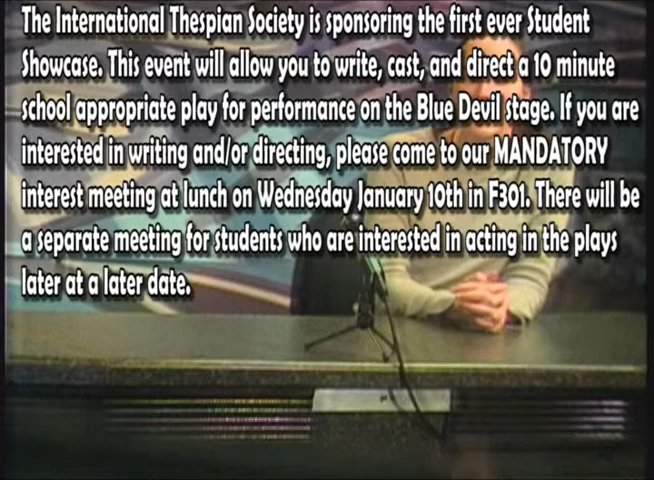 The International Thespian Society is sponsoring the first ever Student
Showcase. This event will allow you to write, cast, and direct a 10 minute
school appropriate play for performance on the Blue Devil stage. If you are
interested in writing and/or directing, please come to our MANDATORY
interest meeting at lunch on Wednesday January 10th in F301. There will be
a separate meeting for students who are interested in acting in the plays
later at a later date.